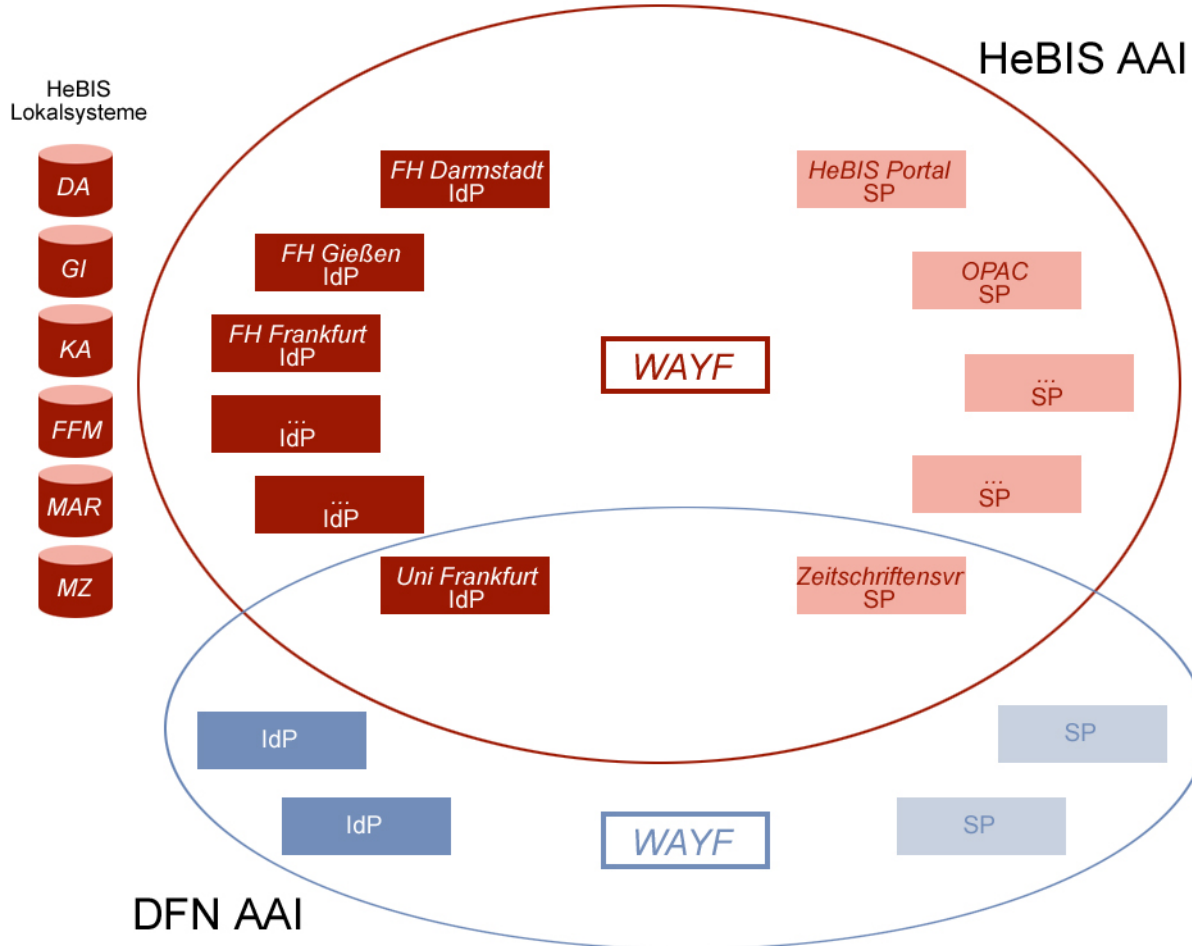 HeBIS AAI
HeBIS
Lokalsysteme
DA
GI
KA
FFM
MAR
MZ
FH Darmstadt
IdP
FH Gießen
IdP
FH Frankfurt
IdP
...
IdP
...
IdP
Uni Frankfurt
IdP
WAYF
HeBIS Portal
SP
OPAC
SP
...
SP
...
SP
Zeitschriftensvr
SP
IdP
IdP
WAYF
SP
SP
DFN AAI